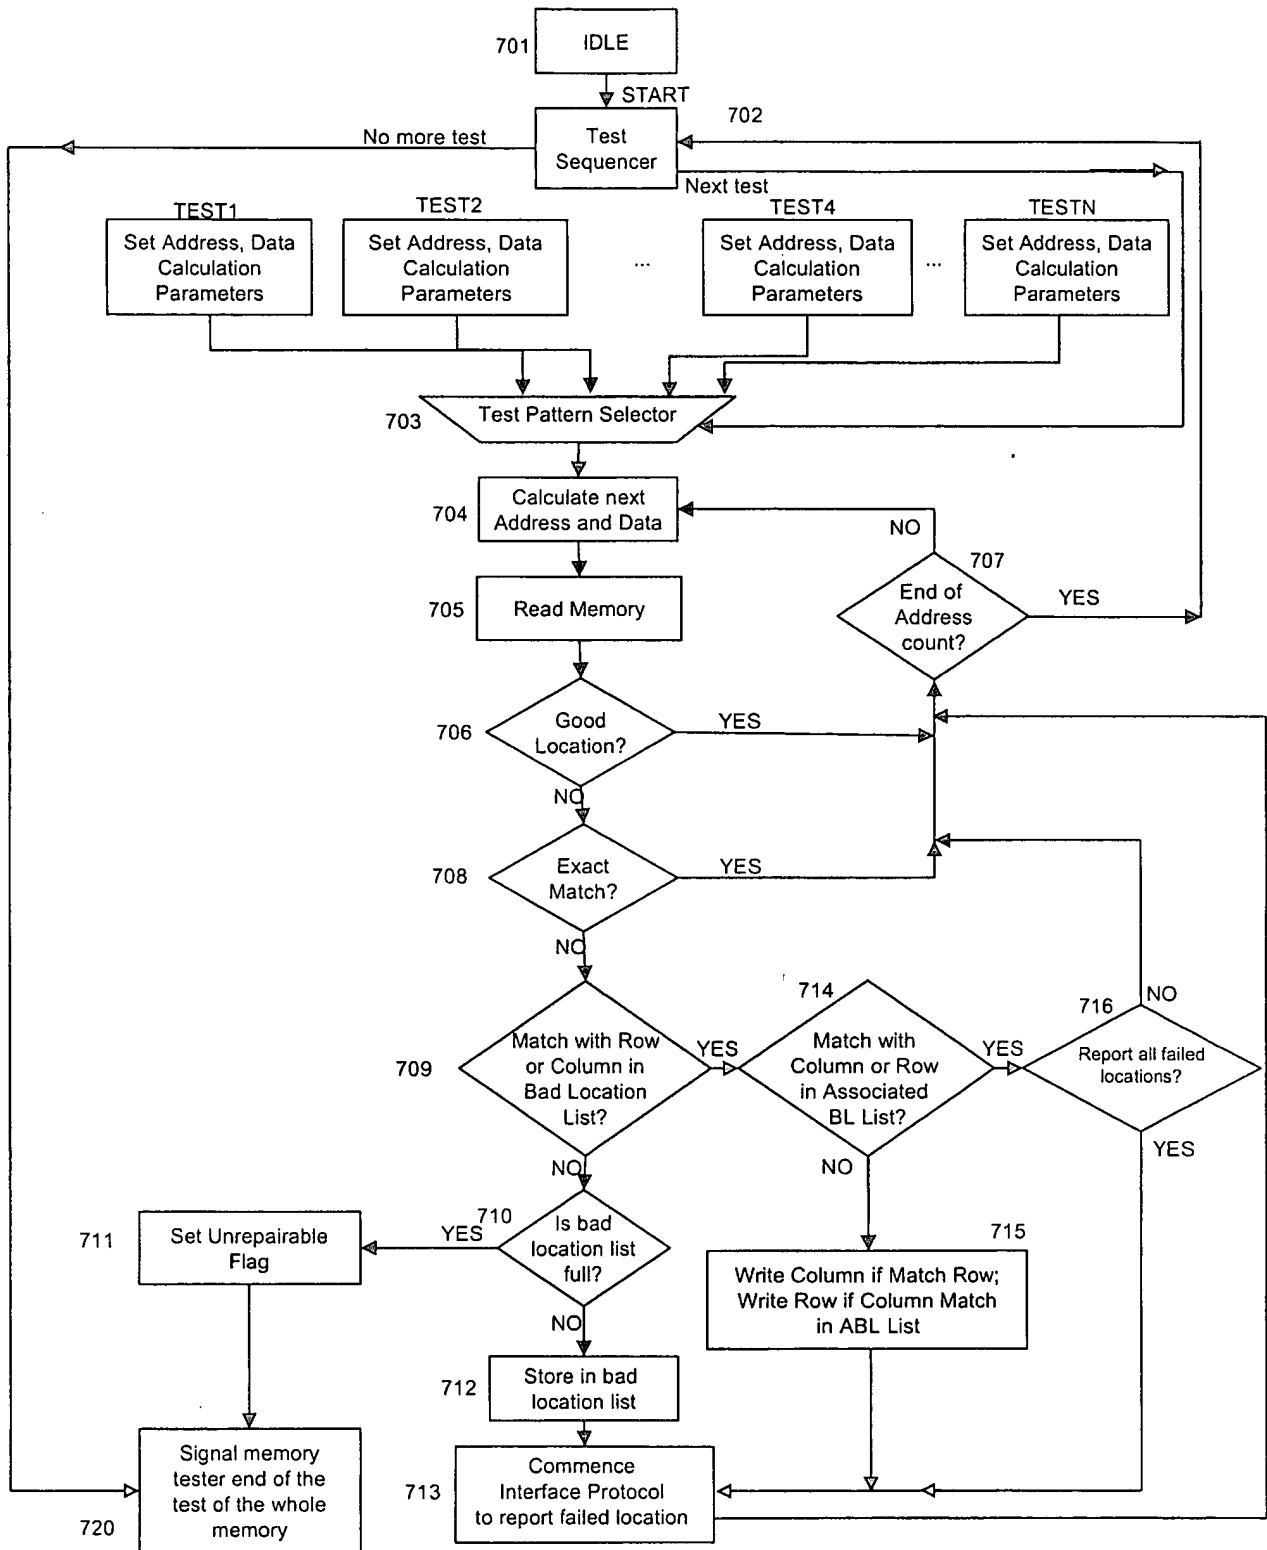 701
IDLE
START
702
No more test
Test
Sequencer
Next test
TEST1
TEST2
TEST4
TESTN
Set Address, Data
Calculation
Parameters
Set Address, Data
Calculation
Parameters
...
Set Address, Data
Calculation
Parameters
...
Set Address, Data
Calculation
Parameters
703
Test Pattern Selector
704
Calculate next
Address and Data
NO
707
705
Read Memory
End of
Address
count?
YES
706
Good
Location?
YES
NO
708
Exact
Match?
YES
NO
709
Match with Row
or Column in
Bad Location
List?
YES
714
Match with
Column or Row
in Associated
BL List?
YES
716
NO
Report all failed
locations?
YES
NO
NO
710
Is bad
location list
full?
YES
711
Set Unrepairable
Flag
715
Write Column if Match Row;
Write Row if Column Match
in ABL List
NO
712
Store in bad
location list
713
Commence
Interface Protocol
to report failed location
720
Signal memory
tester end of the
test of the whole
memory